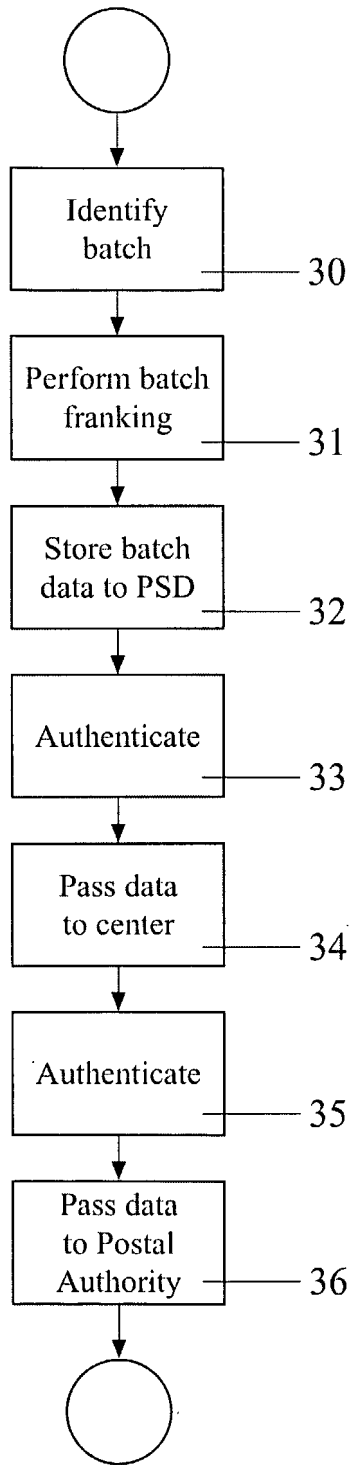 Identify
batch
30
Perform batch
franking
31
Store batch
data to PSD
32
Authenticate
33
Pass data
to center
34
Authenticate
35
Pass data
to Postal
Authority
36